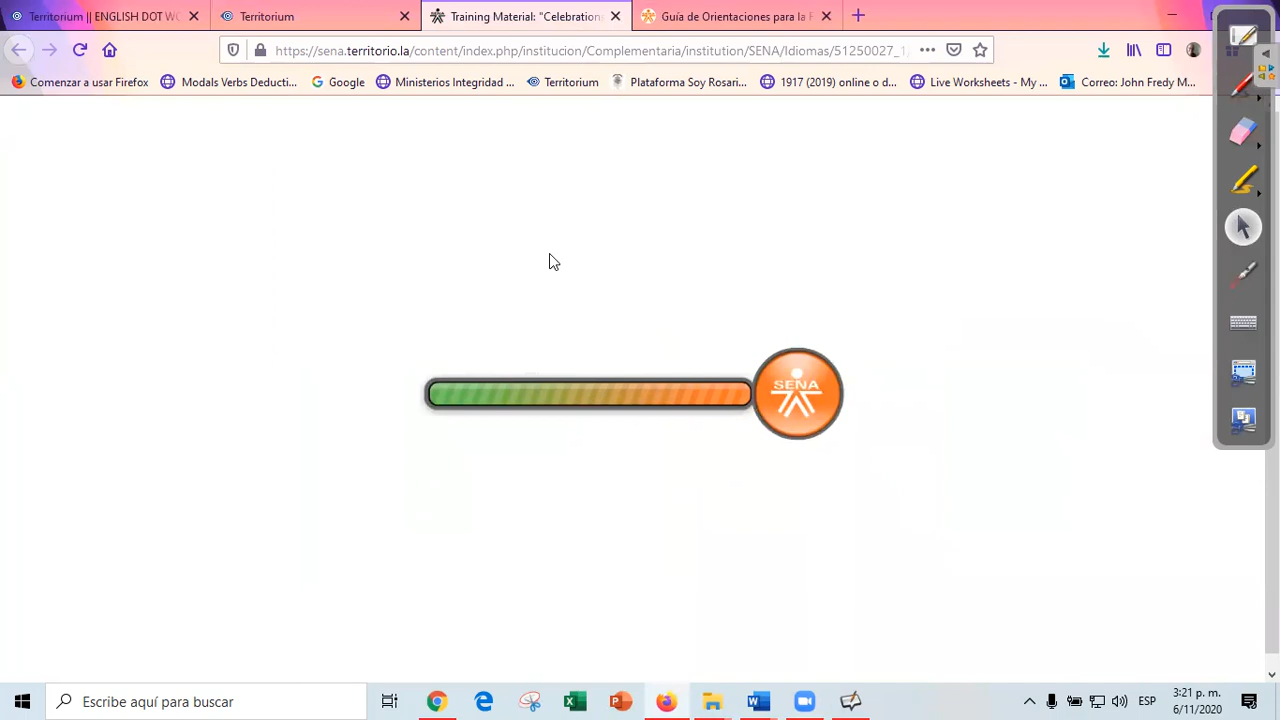 Territorium || ENGLISH DOT WO
Territorium
Training Material: "Celebration
Guía de Orientaciones para la F
https://sena.territorio.la/content/index.php/institucion/Complementaria/institution/SENA/Idiomas/51250027_1
Comenzar a usar Firefox
Modals Verbs Deducti...
Google
Ministerios Integridad ...
Territorium
Plataforma Soy Rosari...
1917 (2019) online o d...
Live Worksheets - My ...
Correo: John Fredy M...
SENA
Escribe aquí para buscar
ESP
3:21 p. m.
6/11/2020